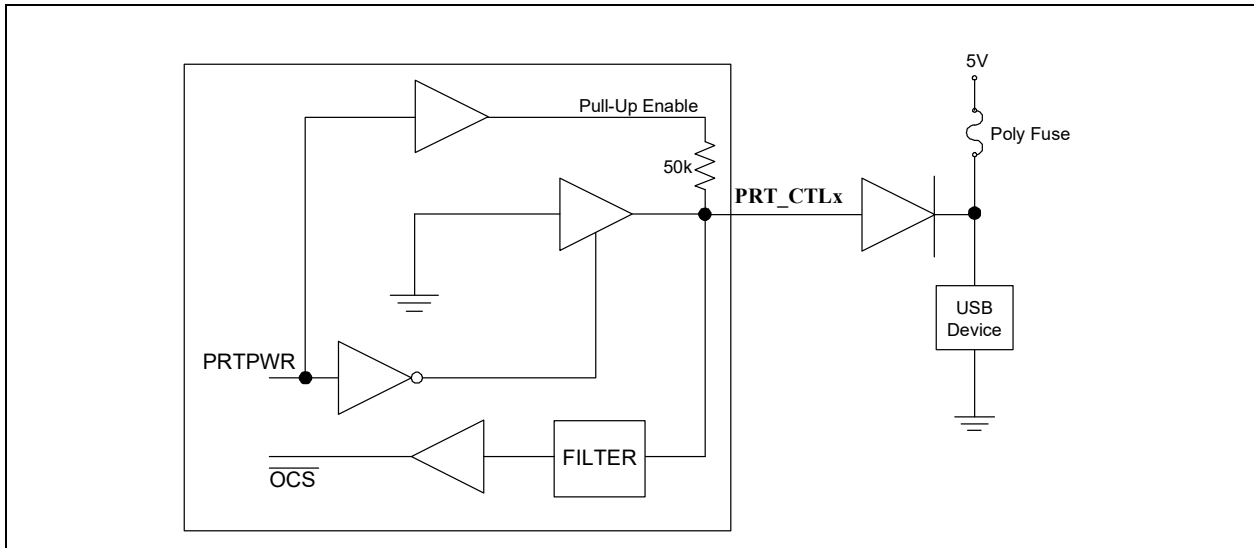 5V
Poly Fuse
Pull-Up Enable
50k
PRT_CTLx
USB
Device
PRTPWR
FILTER
OCS